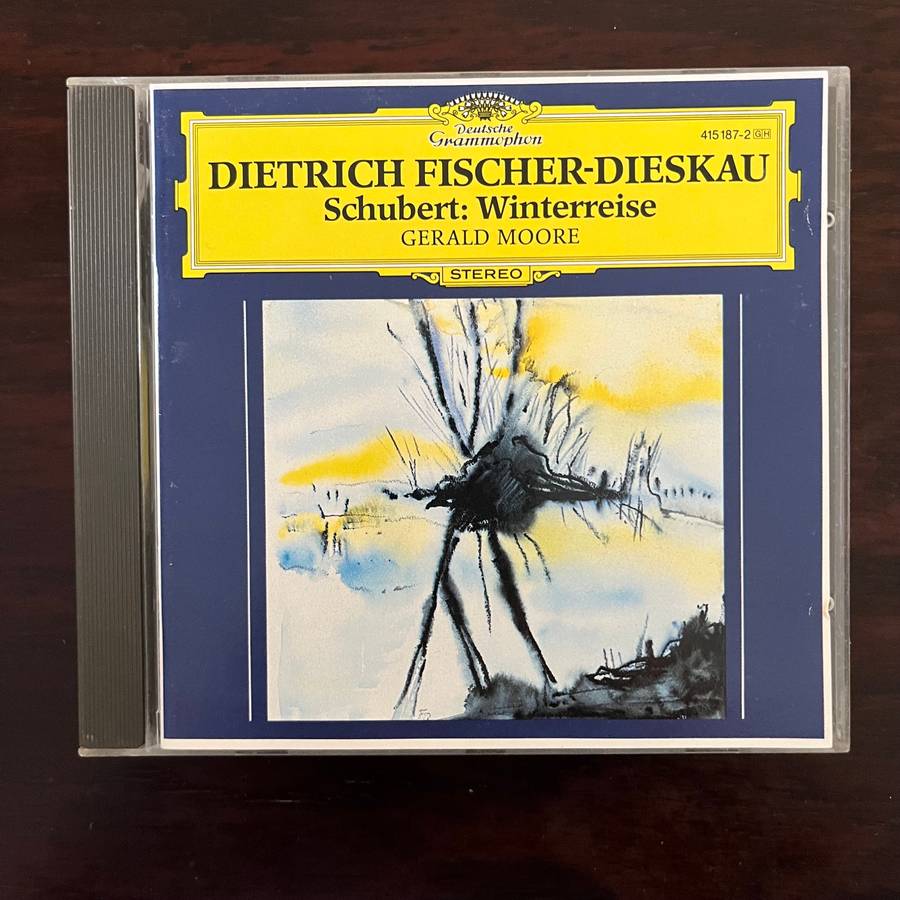 Deutsche
Grammophon
415 187-2 GH
DIETRICH FISCHER-DIESKAU
Schubert: Winterreise
GERALD MOORE
STEREO